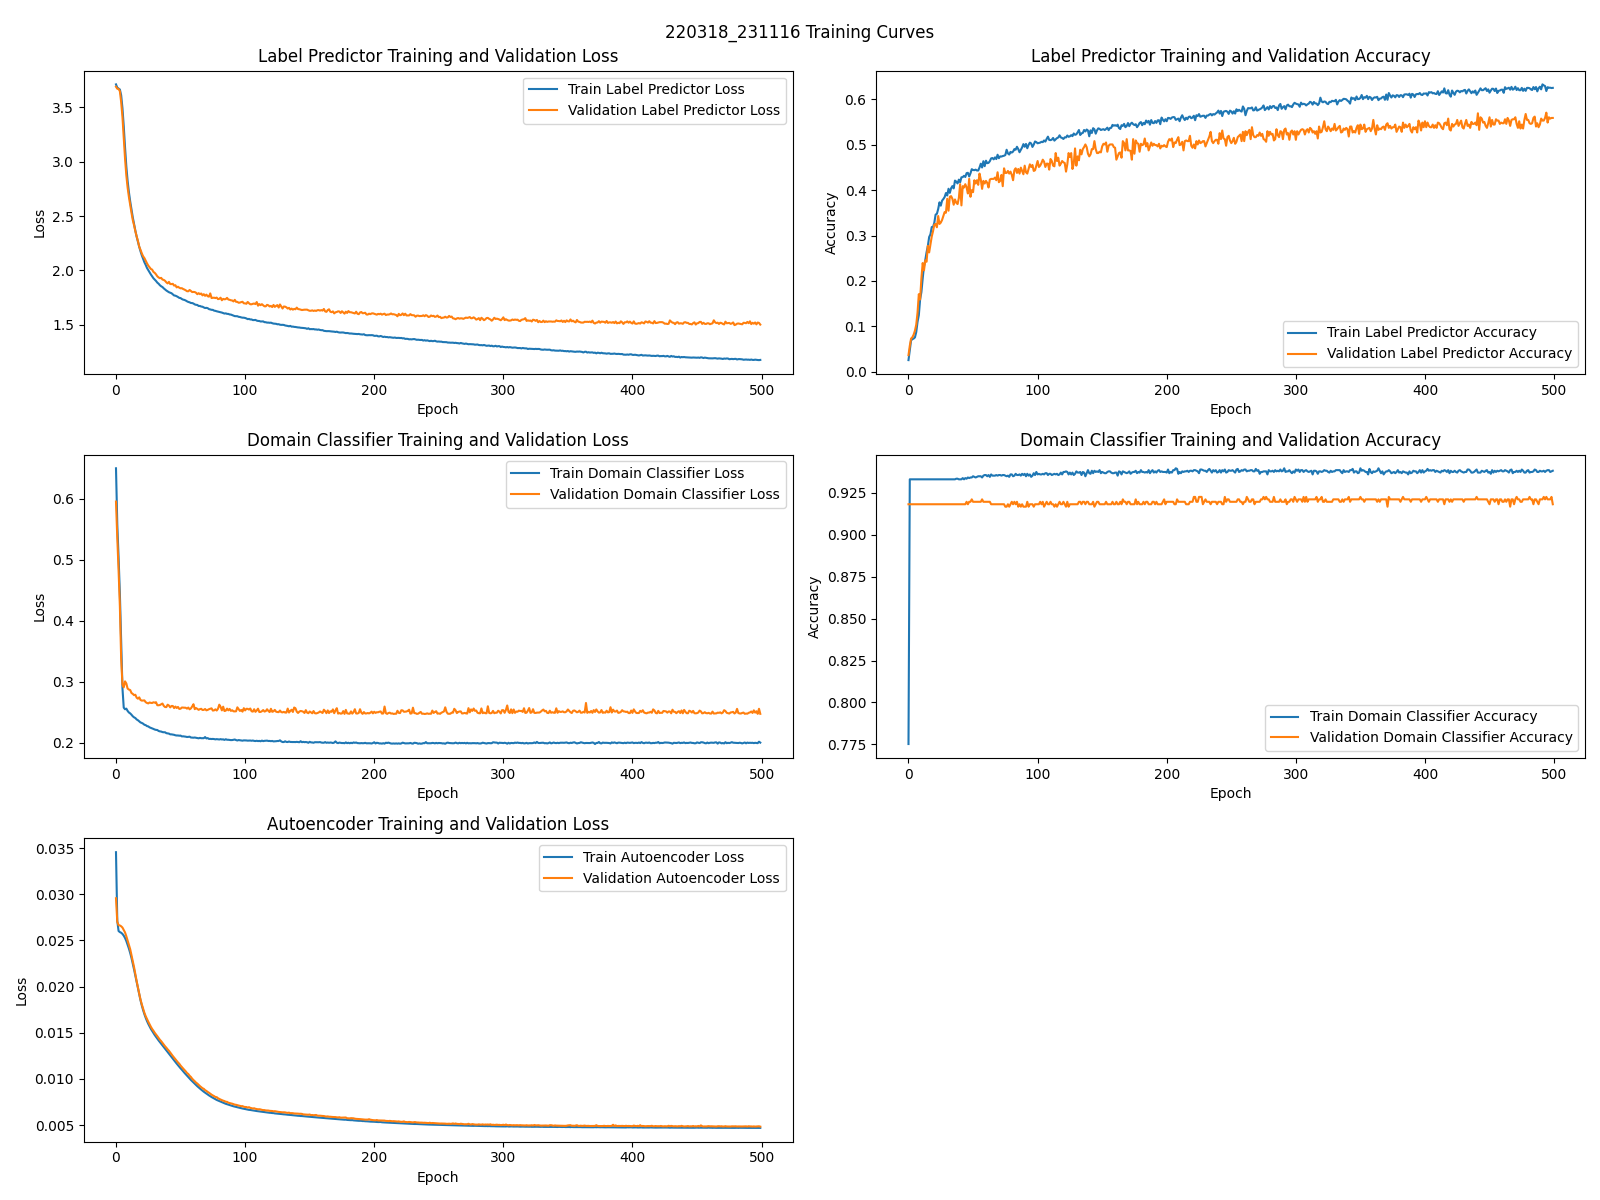 220318_231116 Training Curves
Label Predictor Training and Validation Loss
Train Label Predictor Loss
Validation Label Predictor Loss
3.5
3.0
2.5
2.0
1.5
Loss
0 100 200 300 400 500
Epoch
Label Predictor Training and Validation Accuracy
0.6
0.5
0.4
0.3
0.2
0.1
0.0
Accuracy
Train Label Predictor Accuracy
Validation Label Predictor Accuracy
0 100 200 300 400 500
Epoch
Domain Classifier Training and Validation Loss
Train Domain Classifier Loss
Validation Domain Classifier Loss
0.6
0.5
0.4
0.3
0.2
Loss
0 100 200 300 400 500
Epoch
Domain Classifier Training and Validation Accuracy
0.925
0.900
0.875
0.850
0.825
0.800
0.775
Accuracy
Train Domain Classifier Accuracy
Validation Domain Classifier Accuracy
0 100 200 300 400 500
Epoch
Autoencoder Training and Validation Loss
Train Autoencoder Loss
Validation Autoencoder Loss
0.035
0.030
0.025
0.020
0.015
0.010
0.005
Loss
0 100 200 300 400 500
Epoch